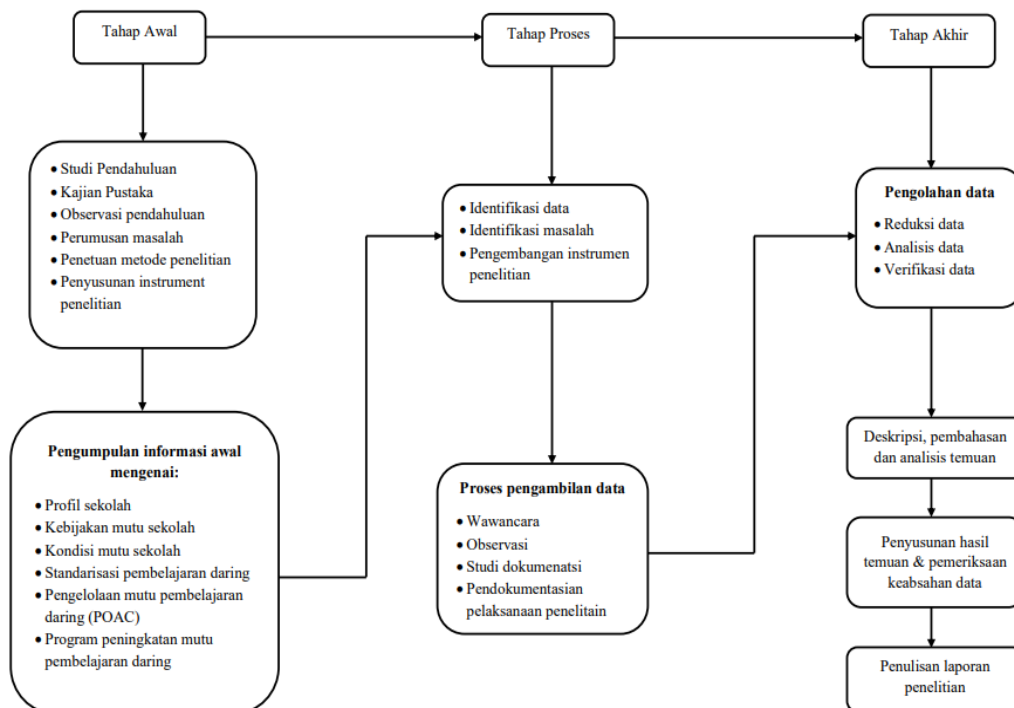 Tahap Awal
Tahap Proses
Tahap Akhir
• Studi Pendahuluan
• Kajian Pustaka
• Observasi pendahuluan
• Perumusan masalah
• Penetuan metode penelitian
• Penyusunan instrument
penelitian
Pengumpulan informasi awal
mengenai:
• Profil sekolah
• Kebijakan mutu sekolah
• Kondisi mutu sekolah
• Standarisasi pembelajaran daring
• Pengelolaan mutu pembelajaran
daring (POAC)
• Program peningkatan mutu
pembelajaran daring
• Identifikasi data
• Identifikasi masalah
• Pengembangan instrumen
penelitian
Proses pengambilan data
• Wawancara
• Observasi
• Studi dokumenatsi
• Pendokumentasian
pelaksanaan penelitain
Pengolahan data
• Reduksi data
• Analisis data
• Verifikasi data
Deskripsi, pembahasan
dan analisis temuan
Penyusunan hasil
temuan & pemeriksaan
keabsahan data
Penulisan laporan
penelitian